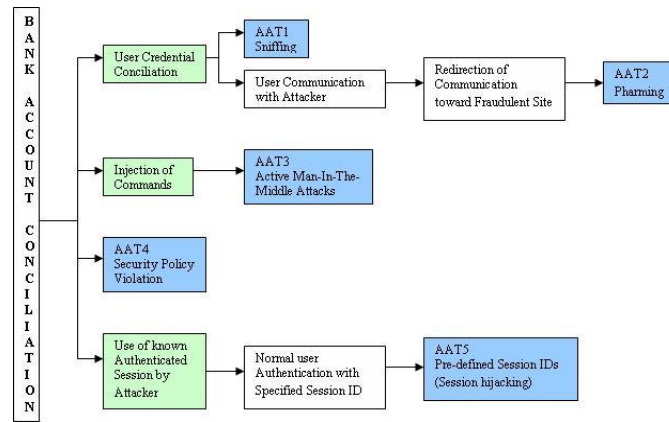 BANK ACCOUNT CONCILIATION
User Credential
Conciliation
AAT1
Sniffing
User Communication
with Attacker
Redirection of
Communication
toward Fraudulent Site
AAT2
Pharming
Injection of
Commands
AAT3
Active Man-In-The-
Middle Attacks
AAT4
Security Policy
Violation
Use of known
Authenticated
Session by
Attacker
Normal user
Authentication with
Specified Session ID
AAT5
Pre-defined Session IDs
(Session hijacking)